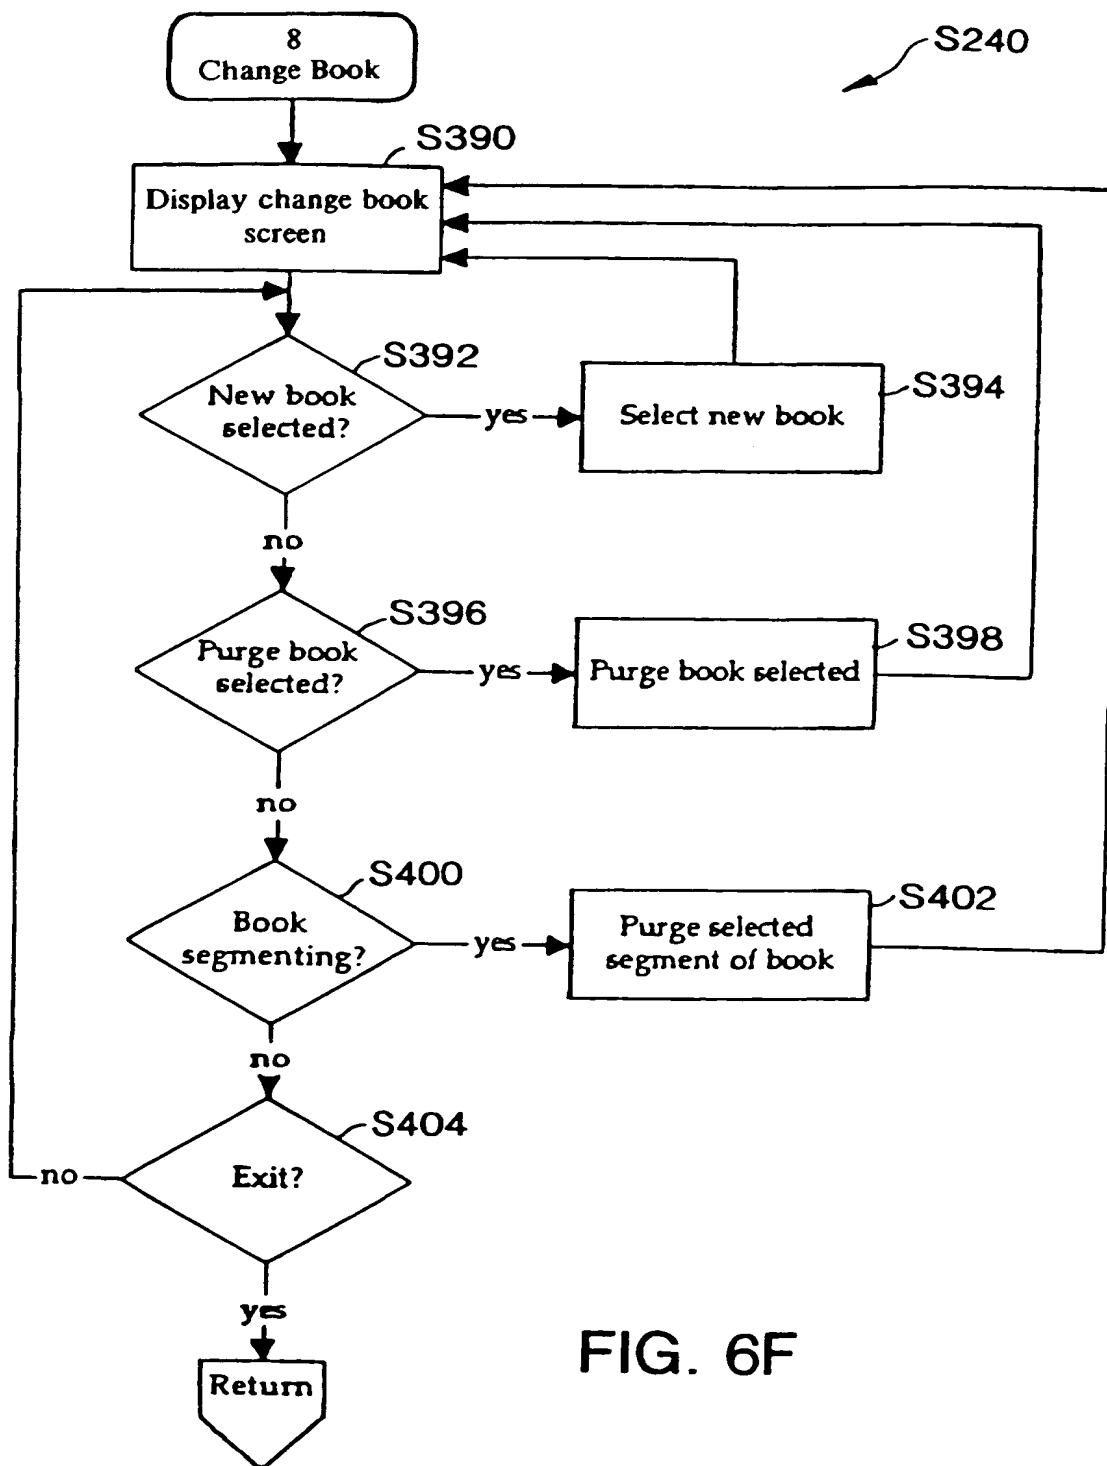 8
Change Book
S240
S390
Display change book
screen
S392
New book
selected?
yes
Select new book
S394
no
S396
Purge book
selected?
yes
Purge book selected
S398
no
S400
Book
segmenting?
yes
Purge selected
segment of book
S402
no
S404
Exit?
no
yes
Return
FIG. 6F